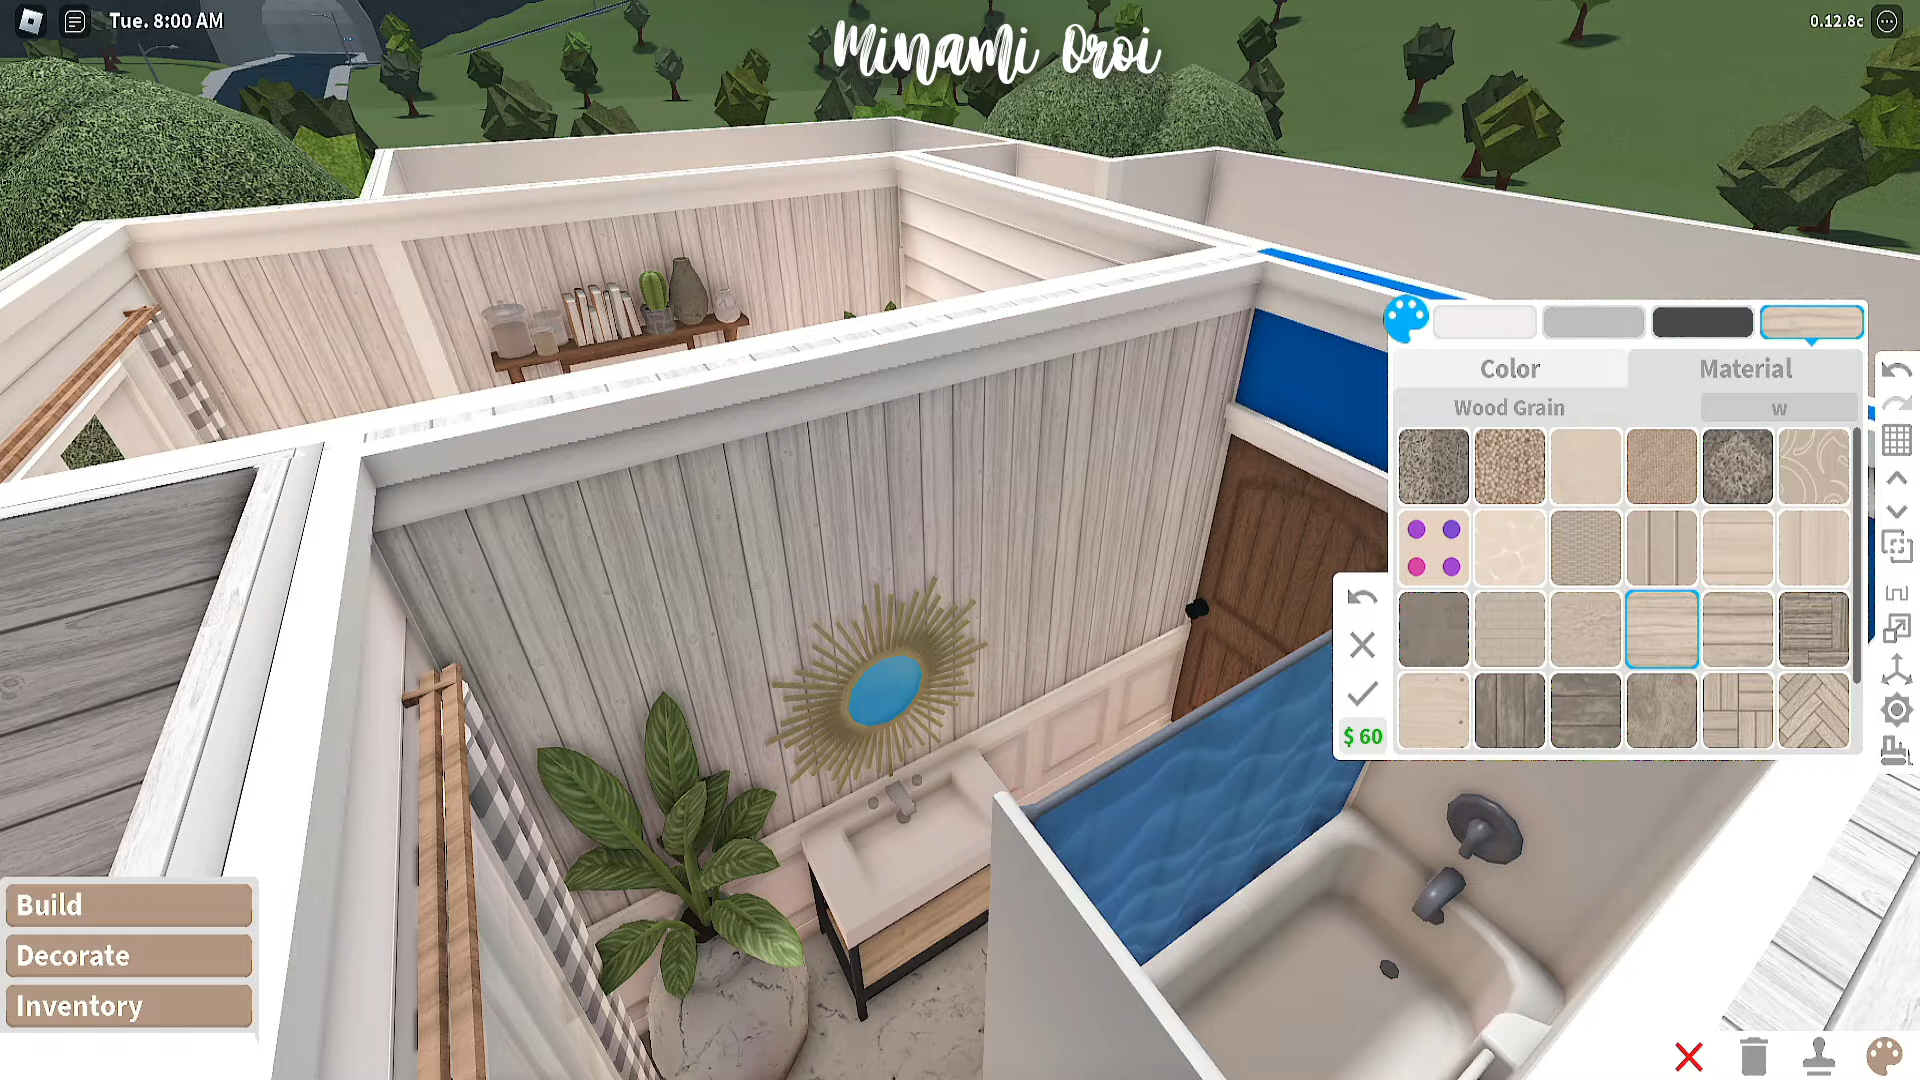 Tue. 8:00 AM
Minami Oroi
0.12.8c
Color
Material
Wood Grain
w
$ 60
Build
Decorate
Inventory